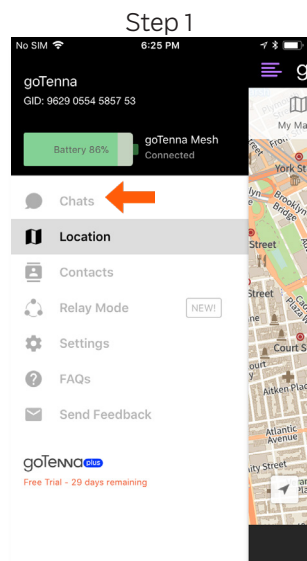 Step 1
No SIM 6:25 PM
goTenna
GID: 9629 0554 5857 53
Battery 86%
goTenna Mesh
Connected
Chats
Location
Contacts
Relay Mode NEW!
Settings
FAQs
Send Feedback
goTenna plus
Free Trial - 29 days remaining
g
My Ma
York St
Brooklyn
Bridge
Street
Street
Court S
Aitken Plac
Atlantic
Avenue
ity Street